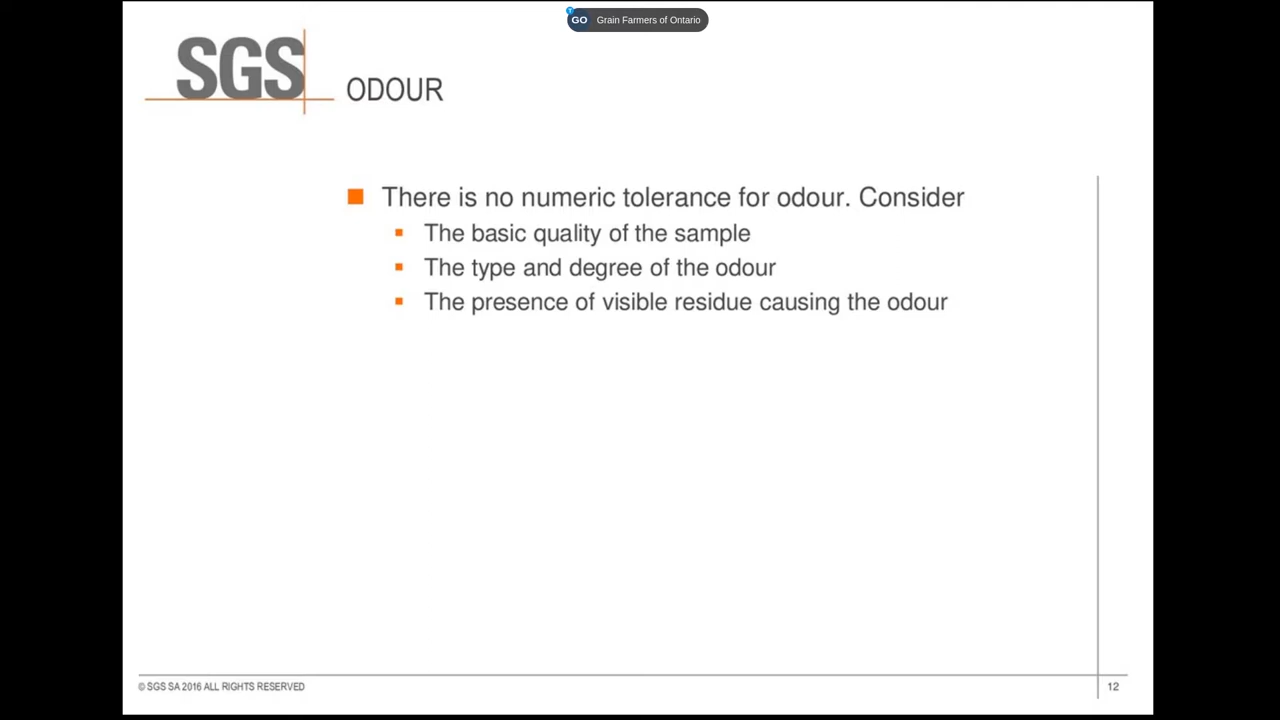 GO Grain Farmers of Ontario
SGS
ODOUR
There is no numeric tolerance for odour. Consider
The basic quality of the sample
The type and degree of the odour
The presence of visible residue causing the odour
© SGS SA 2016 ALL RIGHTS RESERVED
12